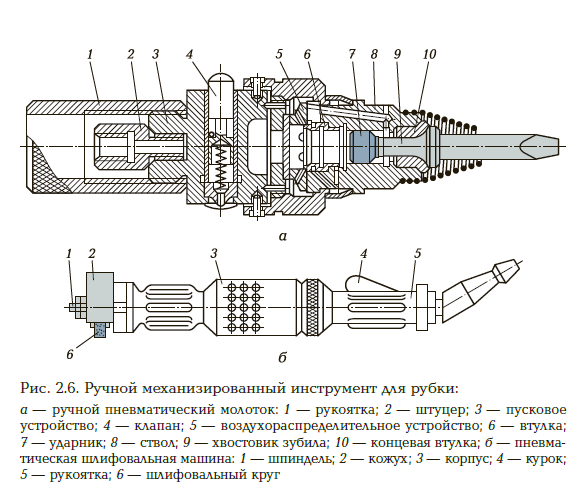 1 2 3 4 5 6 7 8 9 10
а
1 2 3 4 5
6
б
Рис. 2.6. Ручной механизированный инструмент для рубки:
а — ручной пневматический молоток: 1 — рукоятка; 2 — штуцер; 3 — пусковое
устройство; 4 — клапан; 5 — воздухораспределительное устройство; 6 — втулка;
7 — ударник; 8 — ствол; 9 — хвостовик зубила; 10 — концевая втулка; б — пневма-
тическая шлифовальная машина: 1 — шпиндель; 2 — кожух; 3 — корпус; 4 — курок;
5 — рукоятка; 6 — шлифовальный круг